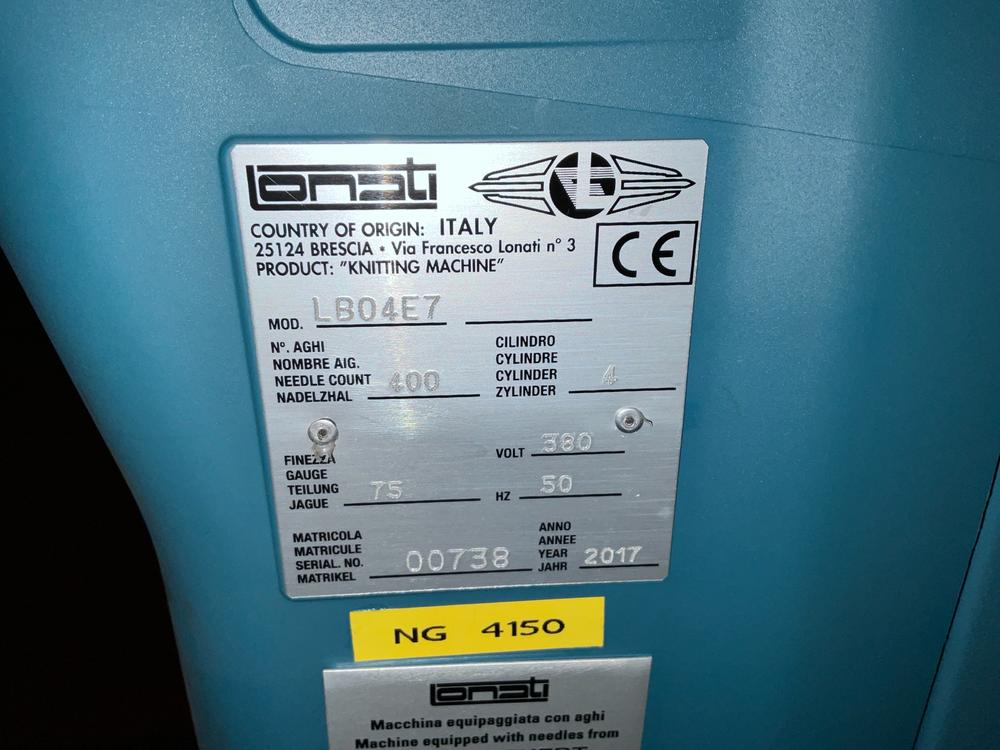 Lonati
L
COUNTRY OF ORIGIN: ITALY
25124 BRESCIA • Via Francesco Lonati n° 3
PRODUCT: "KNITTING MACHINE"
CE
MOD. LB04E7
N°. AGHI
NOMBRE AIG.
NEEDLE COUNT 400
NADELZHAL
CILINDRO
CYLINDRE
CYLINDER 4
ZYLINDER
FINEZZA
GAUGE
TEILUNG 75
JAGUE
VOLT 380
HZ 50
MATRICOLA
MATRICULE
SERIAL. NO. 00738
MATRIKEL
ANNO
ANNEE
YEAR 2017
JAHR
NG 4150
Lonati
Macchina equipaggiata con aghi
Machine equipped with needles from